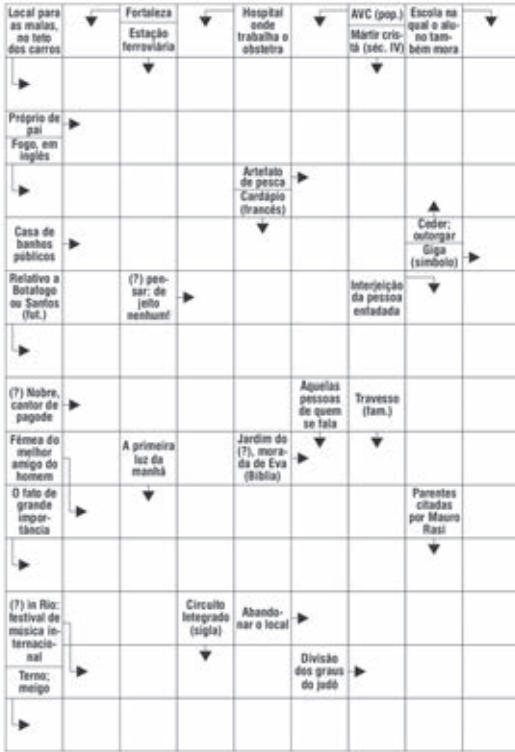 Local para
as malas,
no teto
dos carros
Fortaleza
Estação
ferroviária
Hospital
onde
trabalha o
obstetra
AVC (pop.)
Mártir cris-
tã (séc. IV)
Escola na
qual o alu-
no tam-
bém mora
Próprio de
pai
Fogo, em
inglês
Artefato
de pesca
Cardápio
(francês)
Casa de
banhos
públicos
Ceder;
outorgar
Giga
(símbolo)
Relativo a
Botafogo
ou Santos
(fut.)
(?) pen-
sar: de
jeito
nenhum!
Interjeição
da pessoa
enfadada
(?) Nobre,
cantor de
pagode
Aquelas
pessoas
de quem
se fala
Travesso
(fam.)
Fêmea do
melhor
amigo do
homem
A primeira
luz da
manhã
Jardim do
(?), mora-
da de Eva
(Bíblia)
O fato de
grande
impor-
tância
Parentes
citadas
por Mauro
Rasi
(?) in Rio:
festival de
música in-
ternacio-
nal
Circuito
Integrado
(sigla)
Abando-
nar o local
Terno;
meigo
Divisão
dos graus
do judô